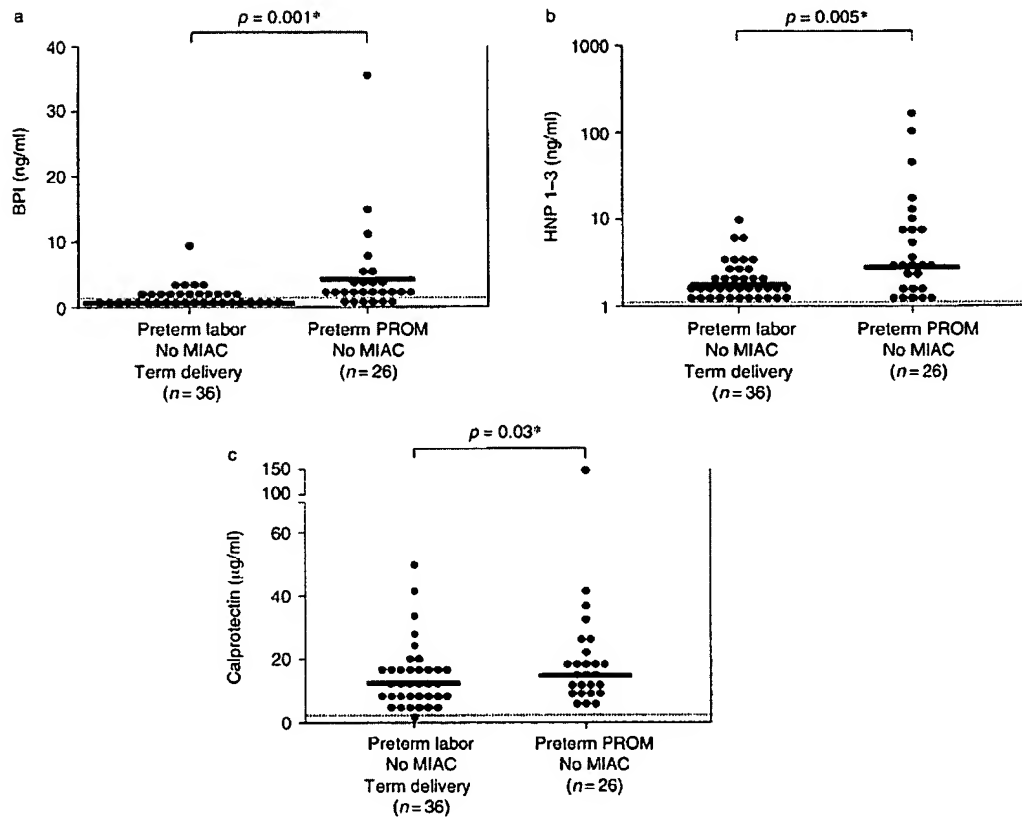 a
p = 0.001*
40
30
20
10
0
BPI (ng/ml)
Preterm labor
No MIAC
Term delivery
(n=36)
Preterm PROM
No MIAC
(n=26)
b
p = 0.005*
1000
100
10
1
HNP 1–3 (ng/ml)
Preterm labor
No MIAC
Term delivery
(n=36)
Preterm PROM
No MIAC
(n=26)
c
p = 0.03*
150
100
60
40
20
0
Calprotectin (µg/ml)
Preterm labor
No MIAC
Term delivery
(n=36)
Preterm PROM
No MIAC
(n=26)